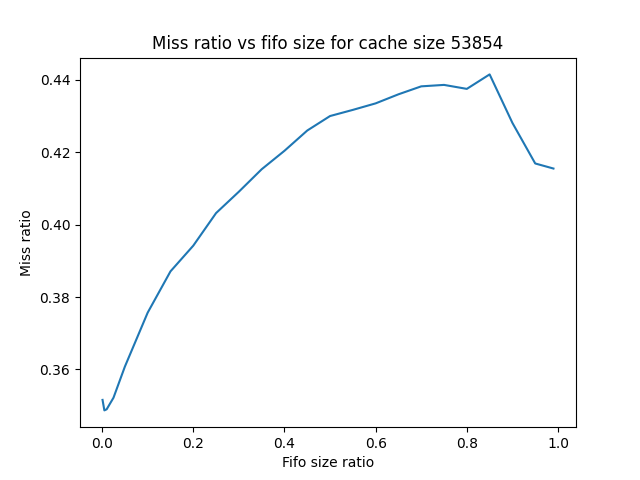 Miss ratio vs fifo size for cache size 53854
0.44
0.42
0.40
0.38
0.36
Miss ratio
0.0 0.2 0.4 0.6 0.8 1.0
Fifo size ratio